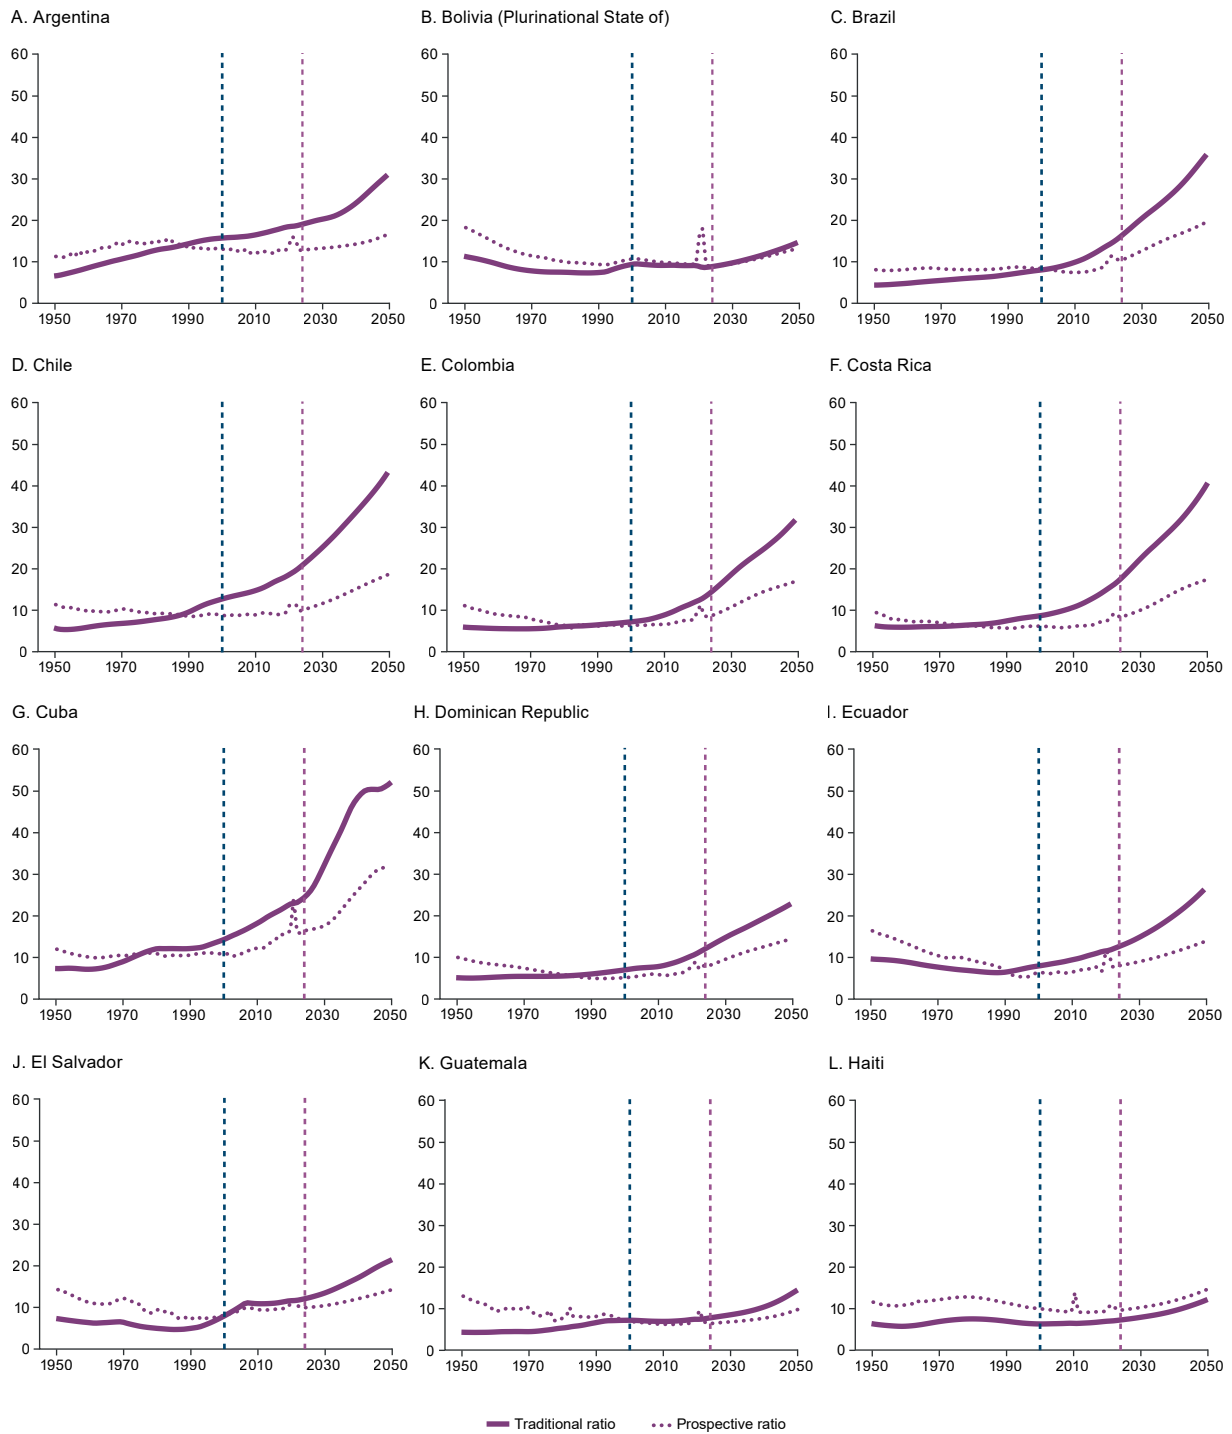 A. Argentina
B. Bolivia (Plurinational State of)
C. Brazil
60 60 60
50 50 50
40 40 40
30 30 30
20 20 20
10 10 10
0 0 0
1950 1970 1990 2010 2030 2050 1950 1970 1990 2010 2030 2050 1950 1970 1990 2010 2030 2050
D. Chile
E. Colombia
F. Costa Rica
60 60 60
50 50 50
40 40 40
30 30 30
20 20 20
10 10 10
0 0 0
1950 1970 1990 2010 2030 2050 1950 1970 1990 2010 2030 2050 1950 1970 1990 2010 2030 2050
G. Cuba
H. Dominican Republic
I. Ecuador
60 60 60
50 50 50
40 40 40
30 30 30
20 20 20
10 10 10
0 0 0
1950 1970 1990 2010 2030 2050 1950 1970 1990 2010 2030 2050 1950 1970 1990 2010 2030 2050
J. El Salvador
K. Guatemala
L. Haiti
60 60 60
50 50 50
40 40 40
30 30 30
20 20 20
10 10 10
0 0 0
1950 1970 1990 2010 2030 2050 1950 1970 1990 2010 2030 2050 1950 1970 1990 2010 2030 2050
Traditional ratio Prospective ratio